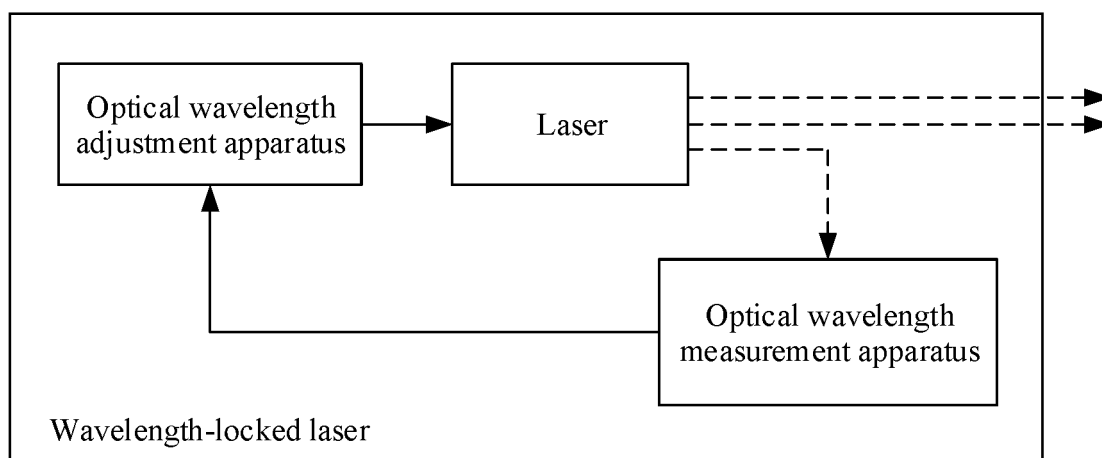 Optical wavelength
adjustment apparatus
Laser
Optical wavelength
measurement apparatus
Wavelength-locked laser